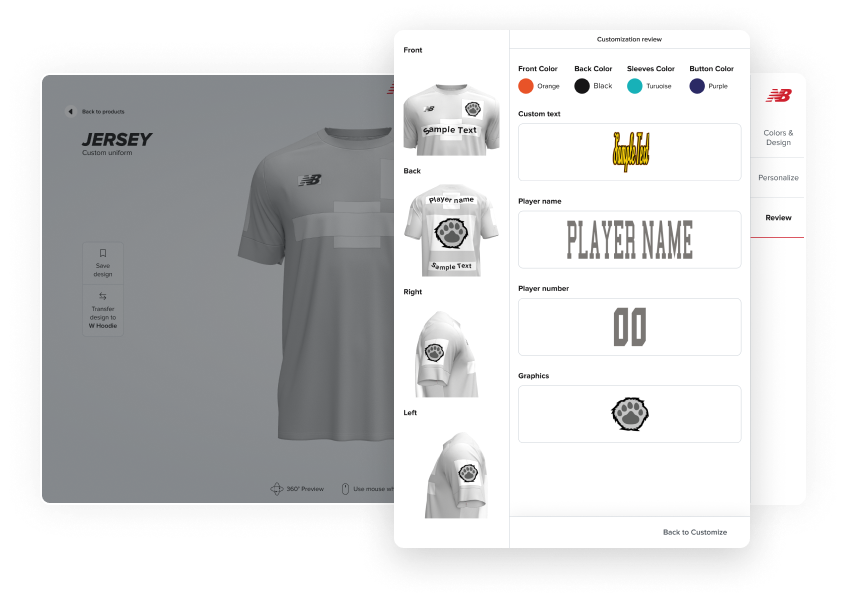 Back to products
JERSEY
Custom uniform
Save
design
Transfer
design to
W Hoodie
360° Preview
Use mouse wh
Front
NB
Sample Text
Back
Player name
Sample Text
Right
Left
Customization review
Front Color
Back Color
Sleeves Color
Button Color
Orange
Black
Turuoise
Purple
Custom text
Sample Text
Player name
PLAYER NAME
Player number
00
Graphics
Back to Customize
NB
Colors &
Design
Personalize
Review